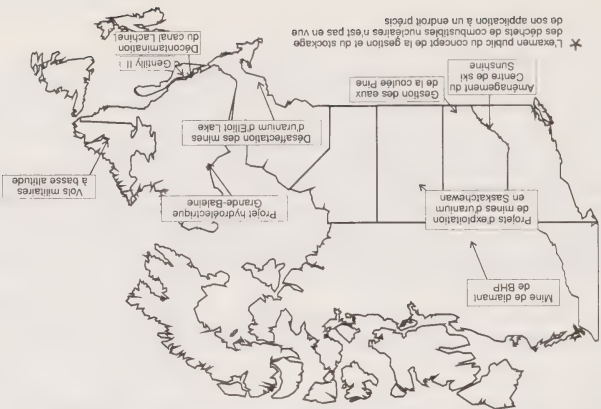 Mine de diamant
de BHP
Projets d'exploitation
de mines d'uranium
en Saskatchewan
Projet hydroélectrique
Grande-Baleine
Vols militaires
à basse altitude
Désaffectation des mines
d'uranium d'Elliot Lake
Gestion des eaux
de la coulée Pine
Aménagement du
Centre de ski
Sunshine
Gentilly II
Décontamination
du canal Lachine
* L'examen public du concept de la gestion et du stockage
des déchets de combustibles nucléaires n'est pas en vue
de son application à un endroit précis